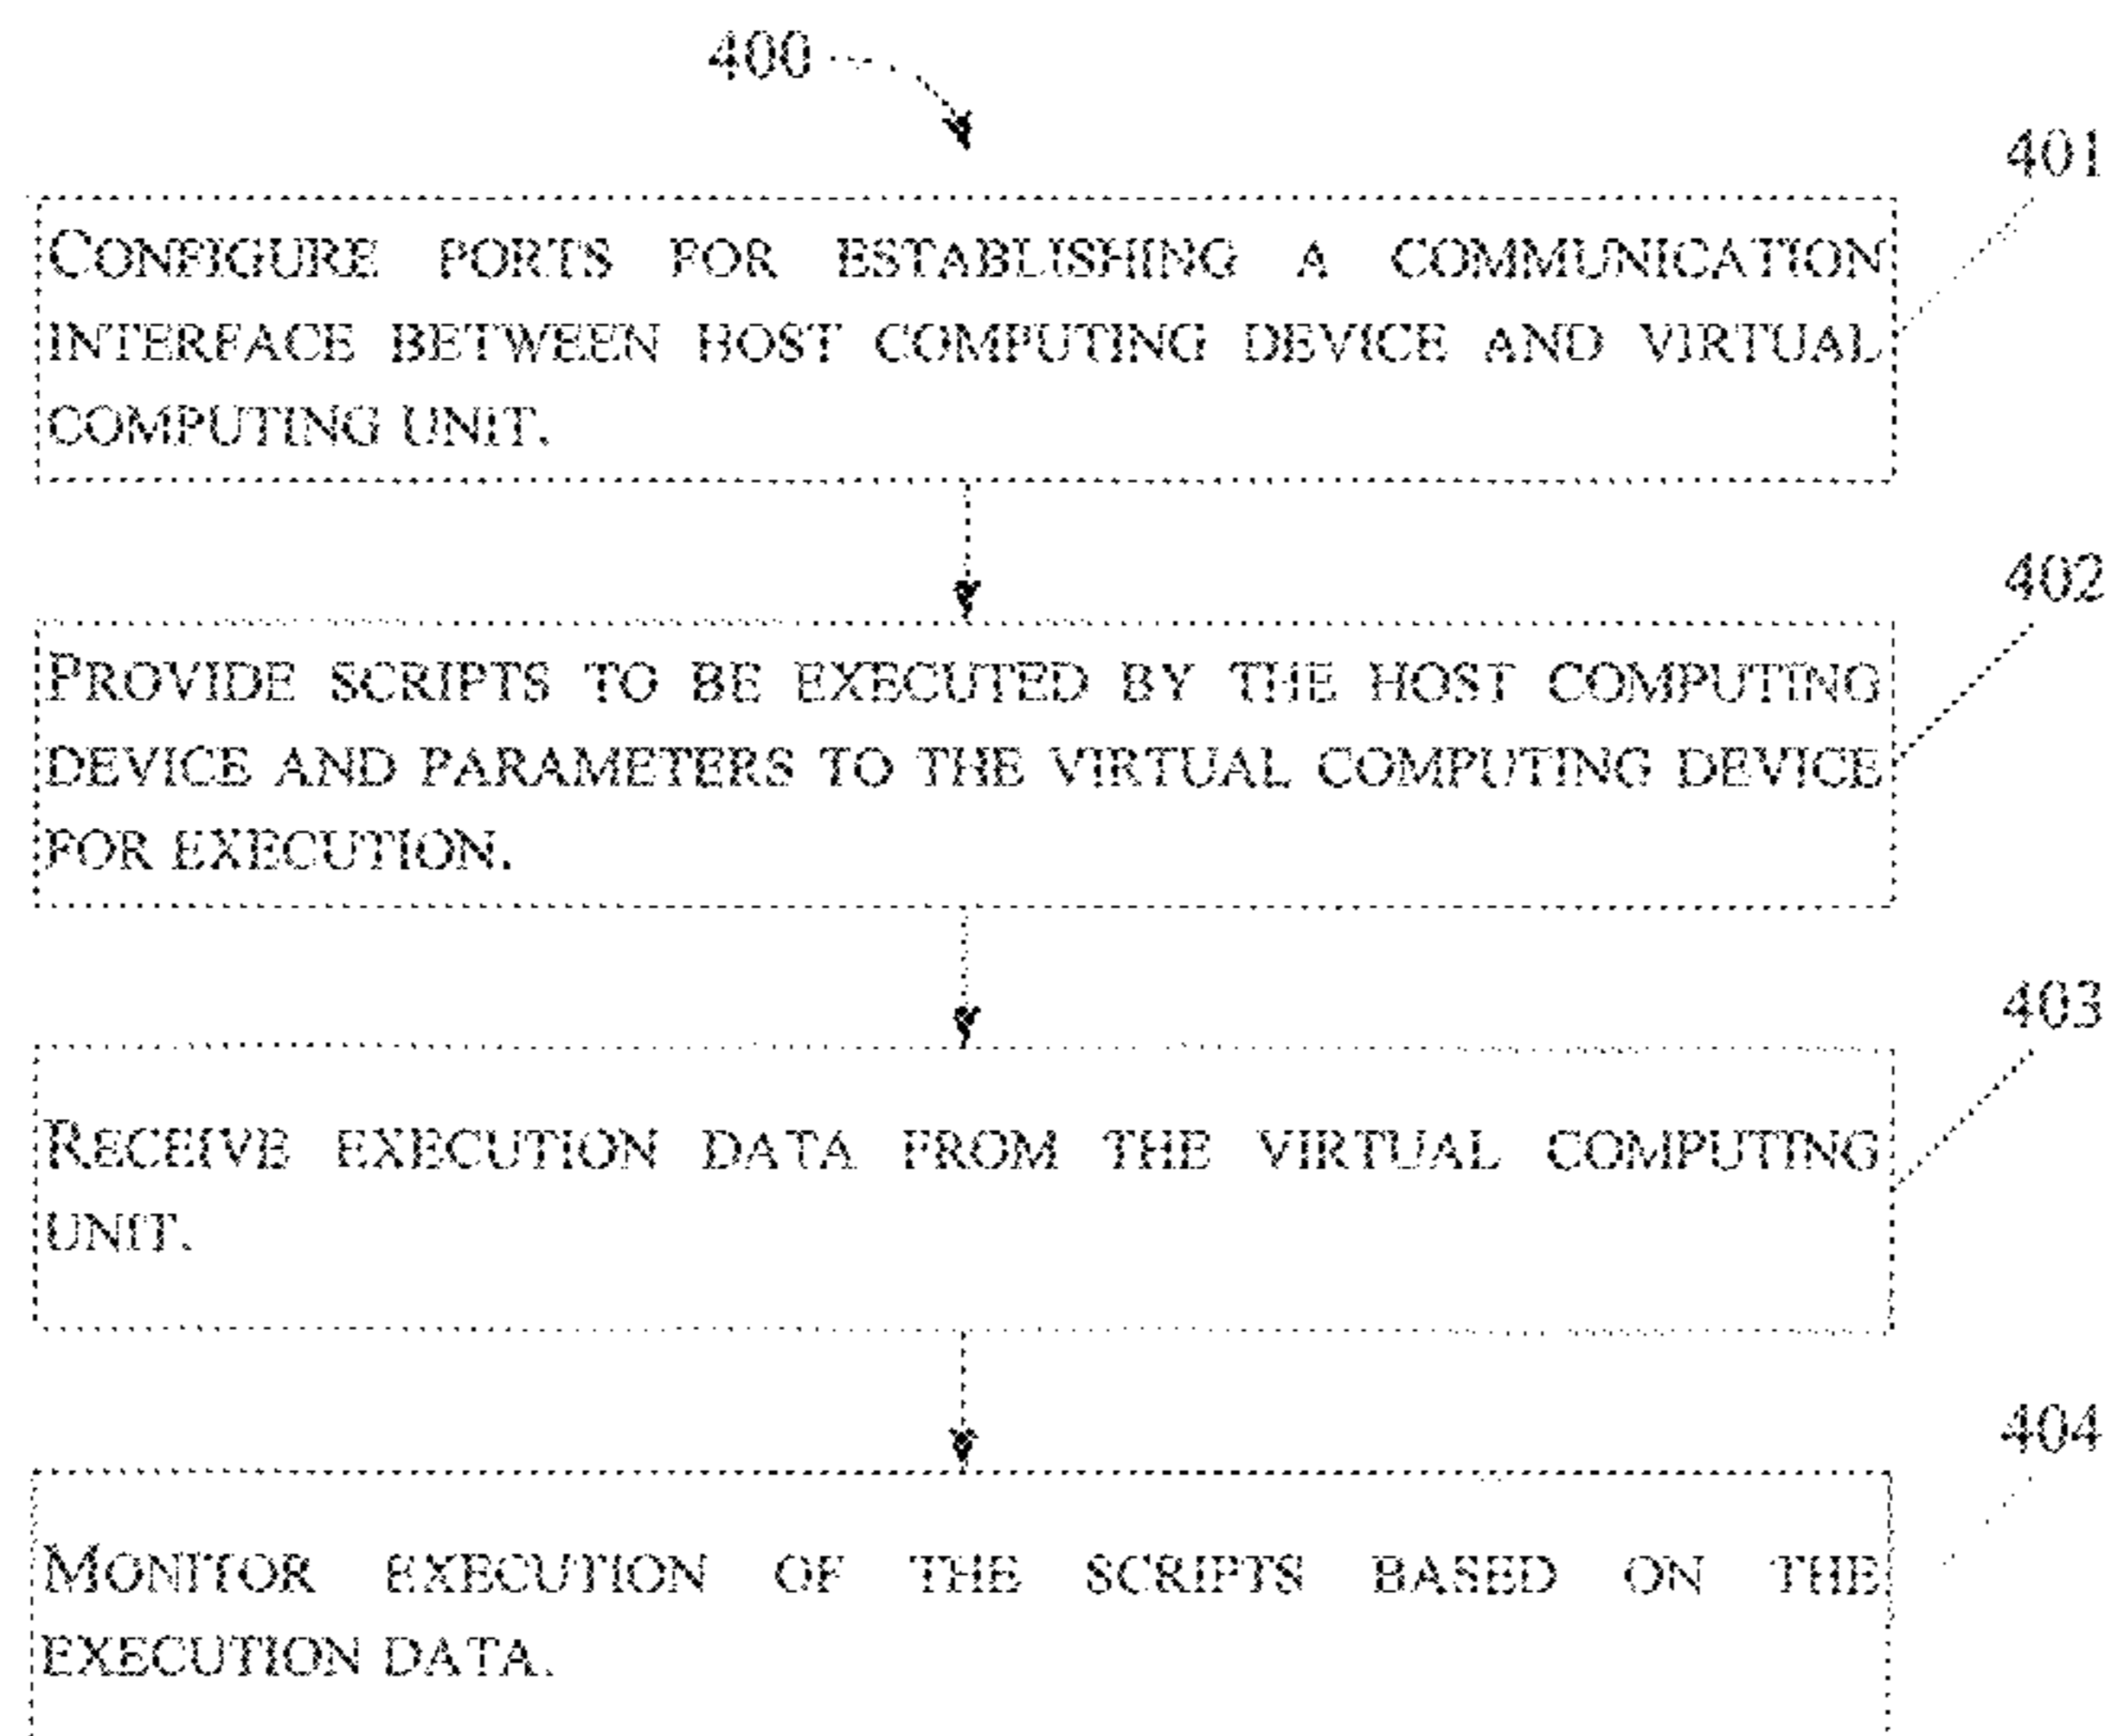 400
401
CONFIGURE PORTS FOR ESTABLISHING A COMMUNICATION
INTERFACE BETWEEN HOST COMPUTING DEVICE AND VIRTUAL
COMPUTING UNIT.
402
PROVIDE SCRIPTS TO BE EXECUTED BY THE HOST COMPUTING
DEVICE AND PARAMETERS TO THE VIRTUAL COMPUTING DEVICE
FOR EXECUTION.
403
RECEIVE EXECUTION DATA FROM THE VIRTUAL COMPUTING
UNIT.
404
MONITOR EXECUTION OF THE SCRIPTS BASED ON THE
EXECUTION DATA.